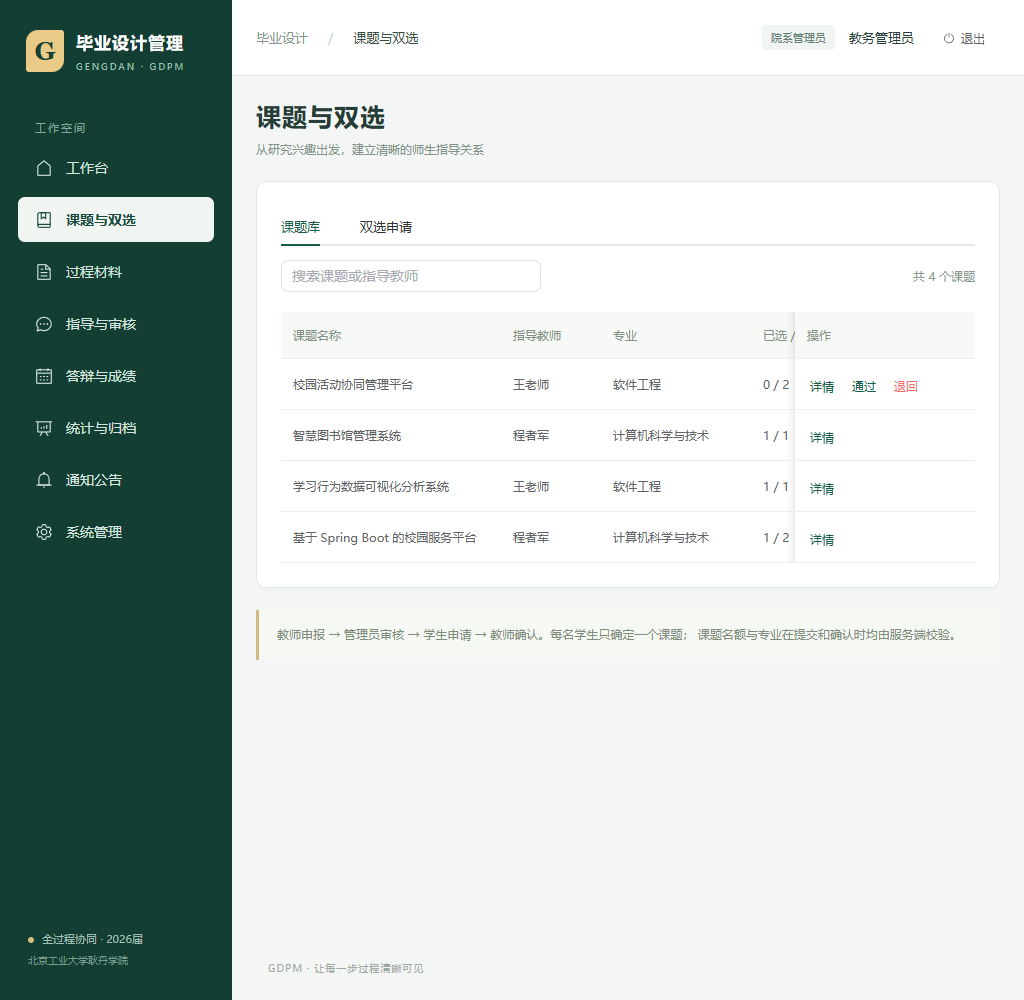 G
毕业设计管理
GENGDAN · GDPM
工作空间
工作台
课题与双选
过程材料
指导与审核
答辩与成绩
统计与归档
通知公告
系统管理
全过程协同 · 2026届
北京工业大学耿丹学院
毕业设计 / 课题与双选
院系管理员 教务管理员 退出
课题与双选
从研究兴趣出发，建立清晰的师生指导关系
课题库 双选申请
搜索课题或指导教师 共 4 个课题
课题名称 指导教师 专业 已选 / 操作
校园活动协同管理平台 王老师 软件工程 0 / 2 详情 通过 退回
智慧图书馆管理系统 程者军 计算机科学与技术 1 / 1 详情
学习行为数据可视化分析系统 王老师 软件工程 1 / 1 详情
基于 Spring Boot 的校园服务平台 程者军 计算机科学与技术 1 / 2 详情
教师申报 → 管理员审核 → 学生申请 → 教师确认。每名学生只确定一个课题； 课题名额与专业在提交和确认时均由服务端校验。
GDPM · 让每一步过程清晰可见